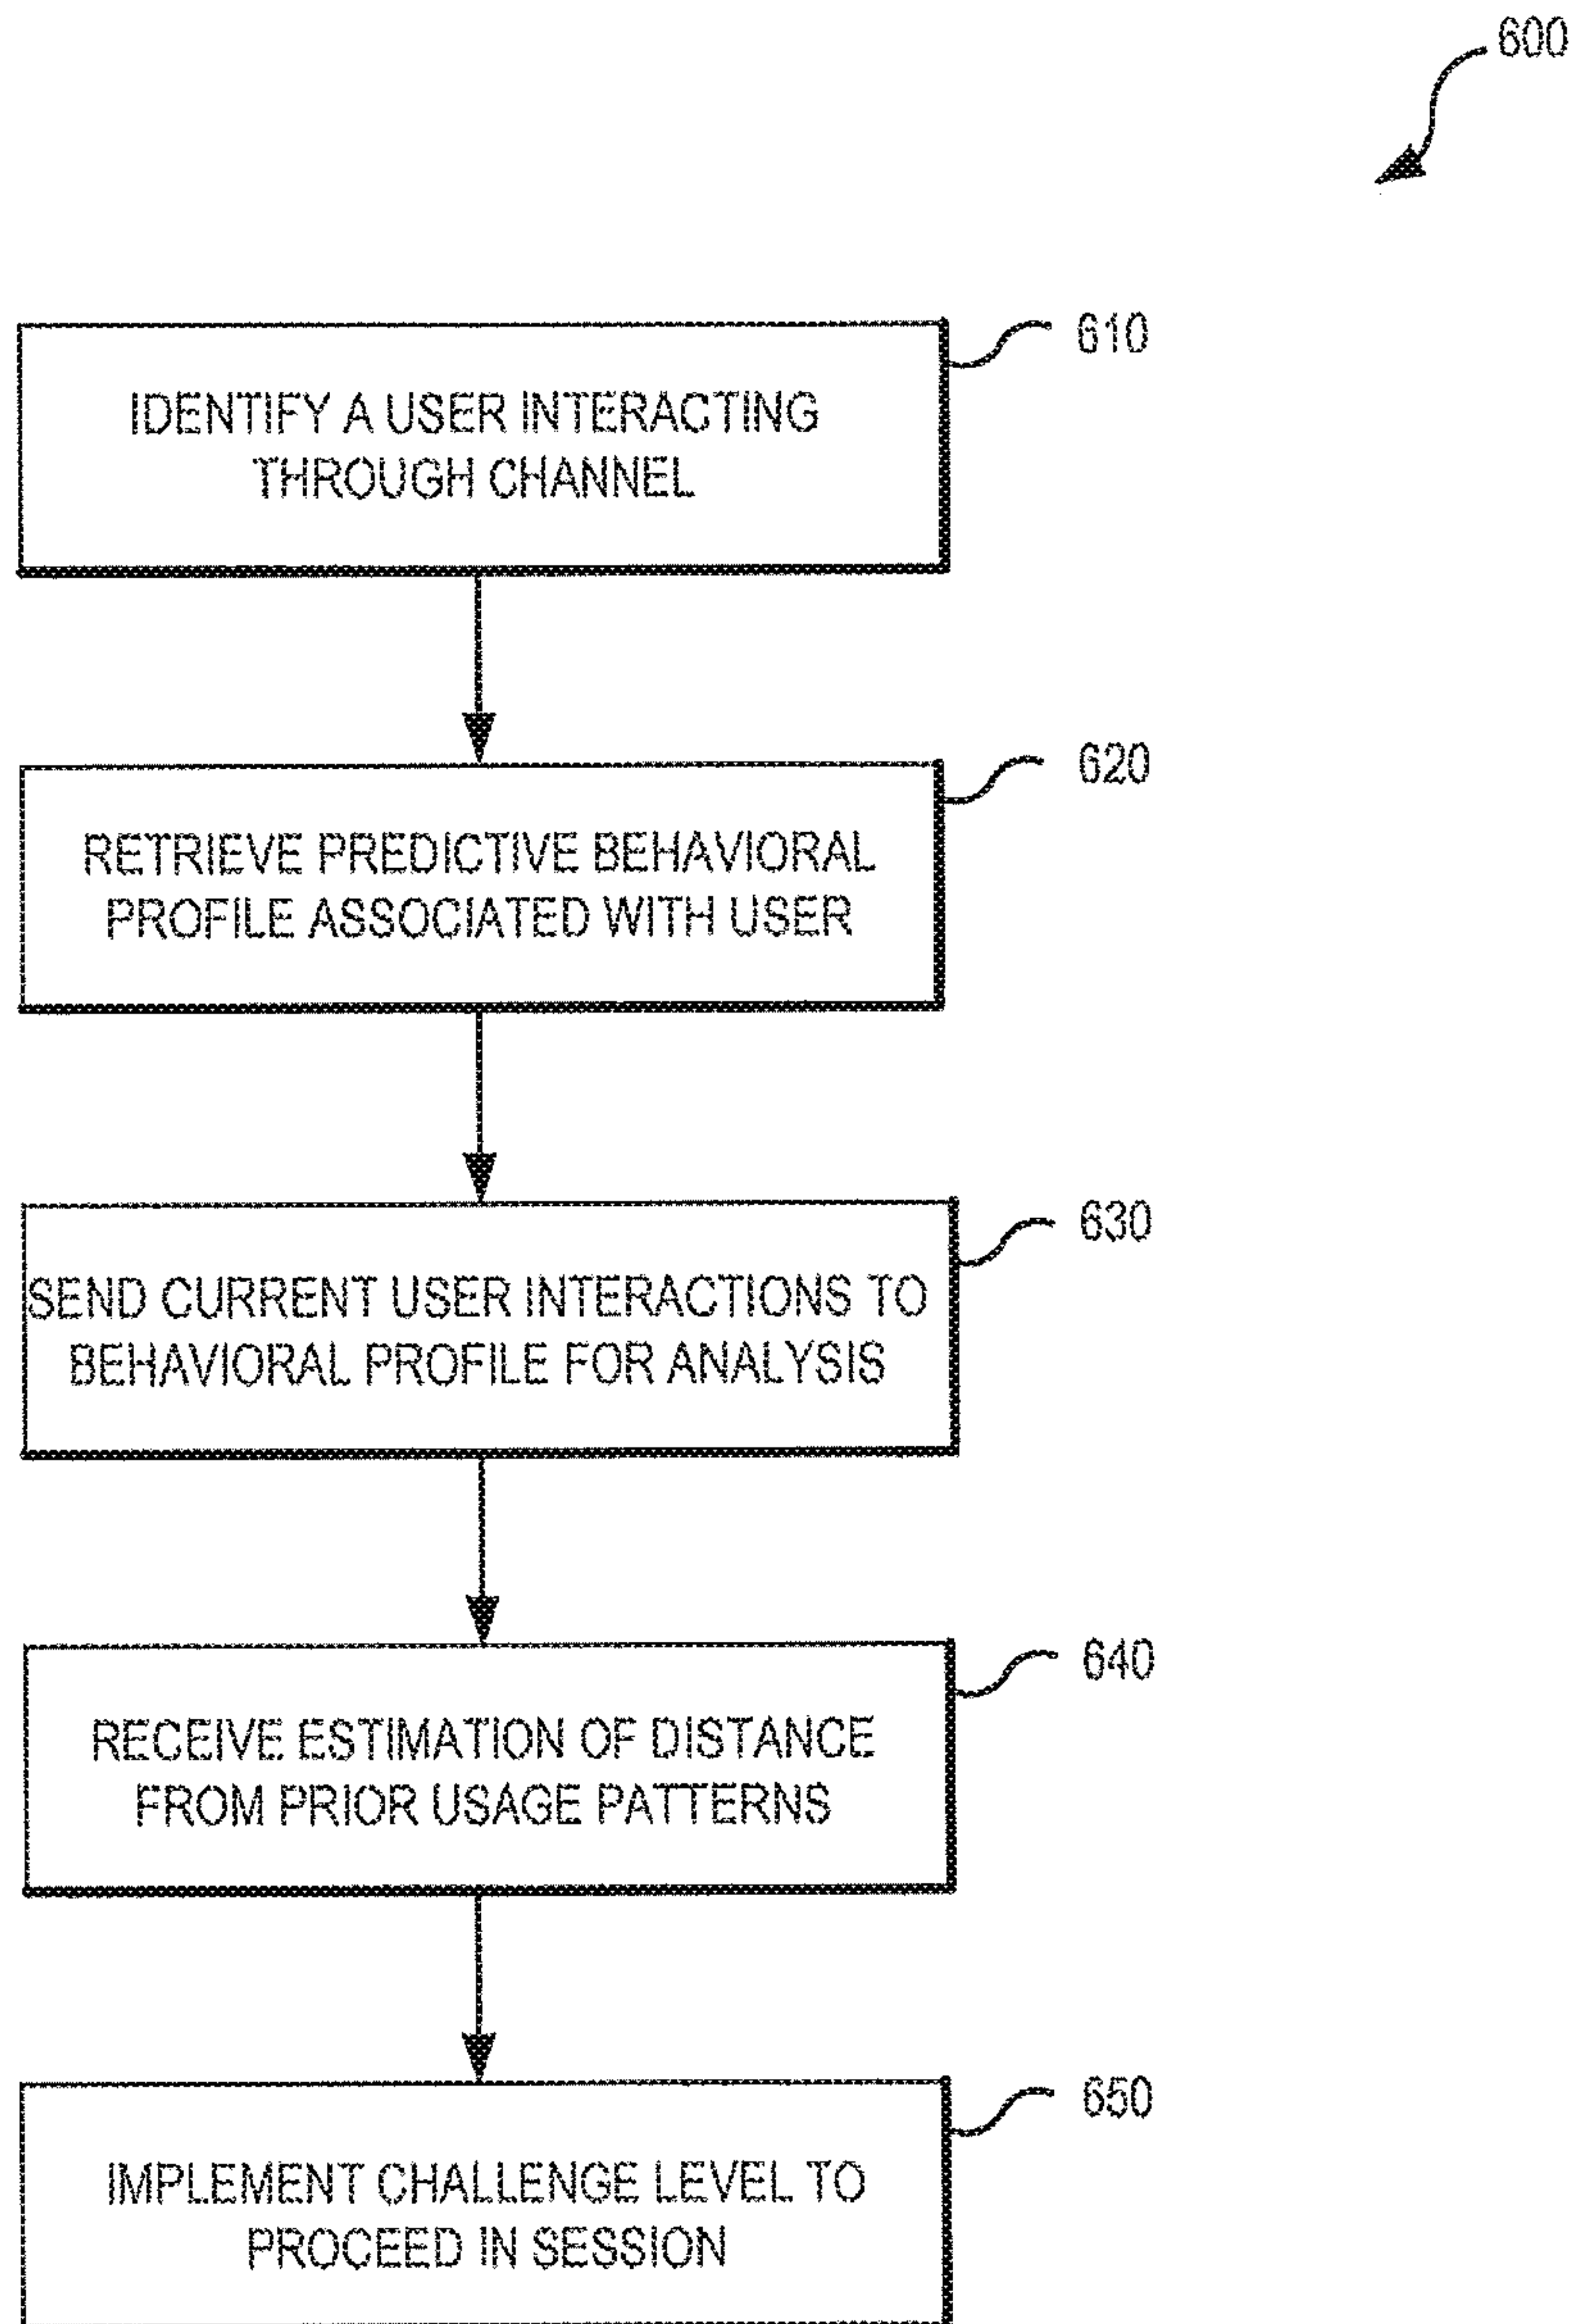 600
610
IDENTIFY A USER INTERACTING
THROUGH CHANNEL
620
RETRIEVE PREDICTIVE BEHAVIORAL
PROFILE ASSOCIATED WITH USER
630
SEND CURRENT USER INTERACTIONS TO
BEHAVIORAL PROFILE FOR ANALYSIS
640
RECEIVE ESTIMATION OF DISTANCE
FROM PRIOR USAGE PATTERNS
650
IMPLEMENT CHALLENGE LEVEL TO
PROCEED IN SESSION